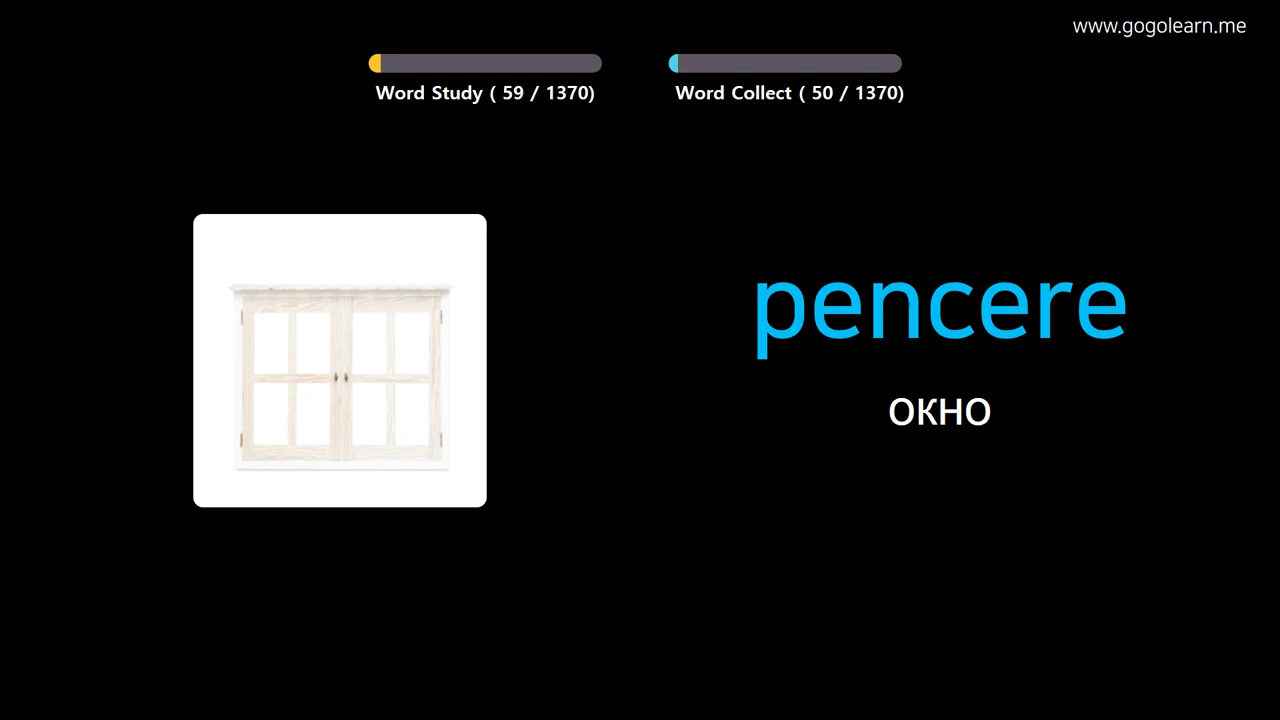 www.gogolearn.me
Word Study ( 59 / 1370)
Word Collect ( 50 / 1370)
pencere
окно